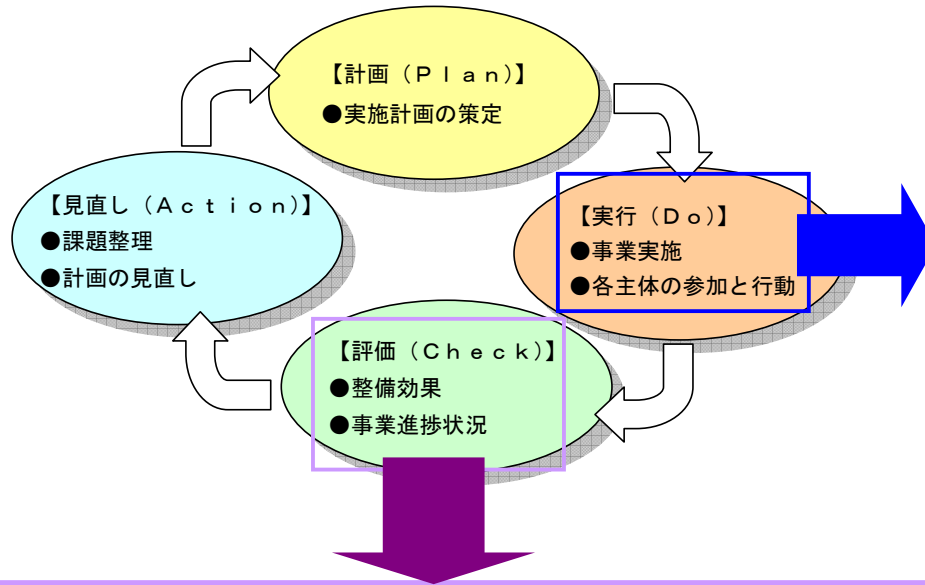 【計画（Ｐｌａｎ)】
●実施計画の策定
【実行（Ｄｏ)】
●事業実施
●各主体の参加と行動
【評価（Ｃｈｅｃｋ)】
●整備効果
●事業進捗状況
【見直し（Ａｃｔｉｏｎ)】
●課題整理
●計画の見直し